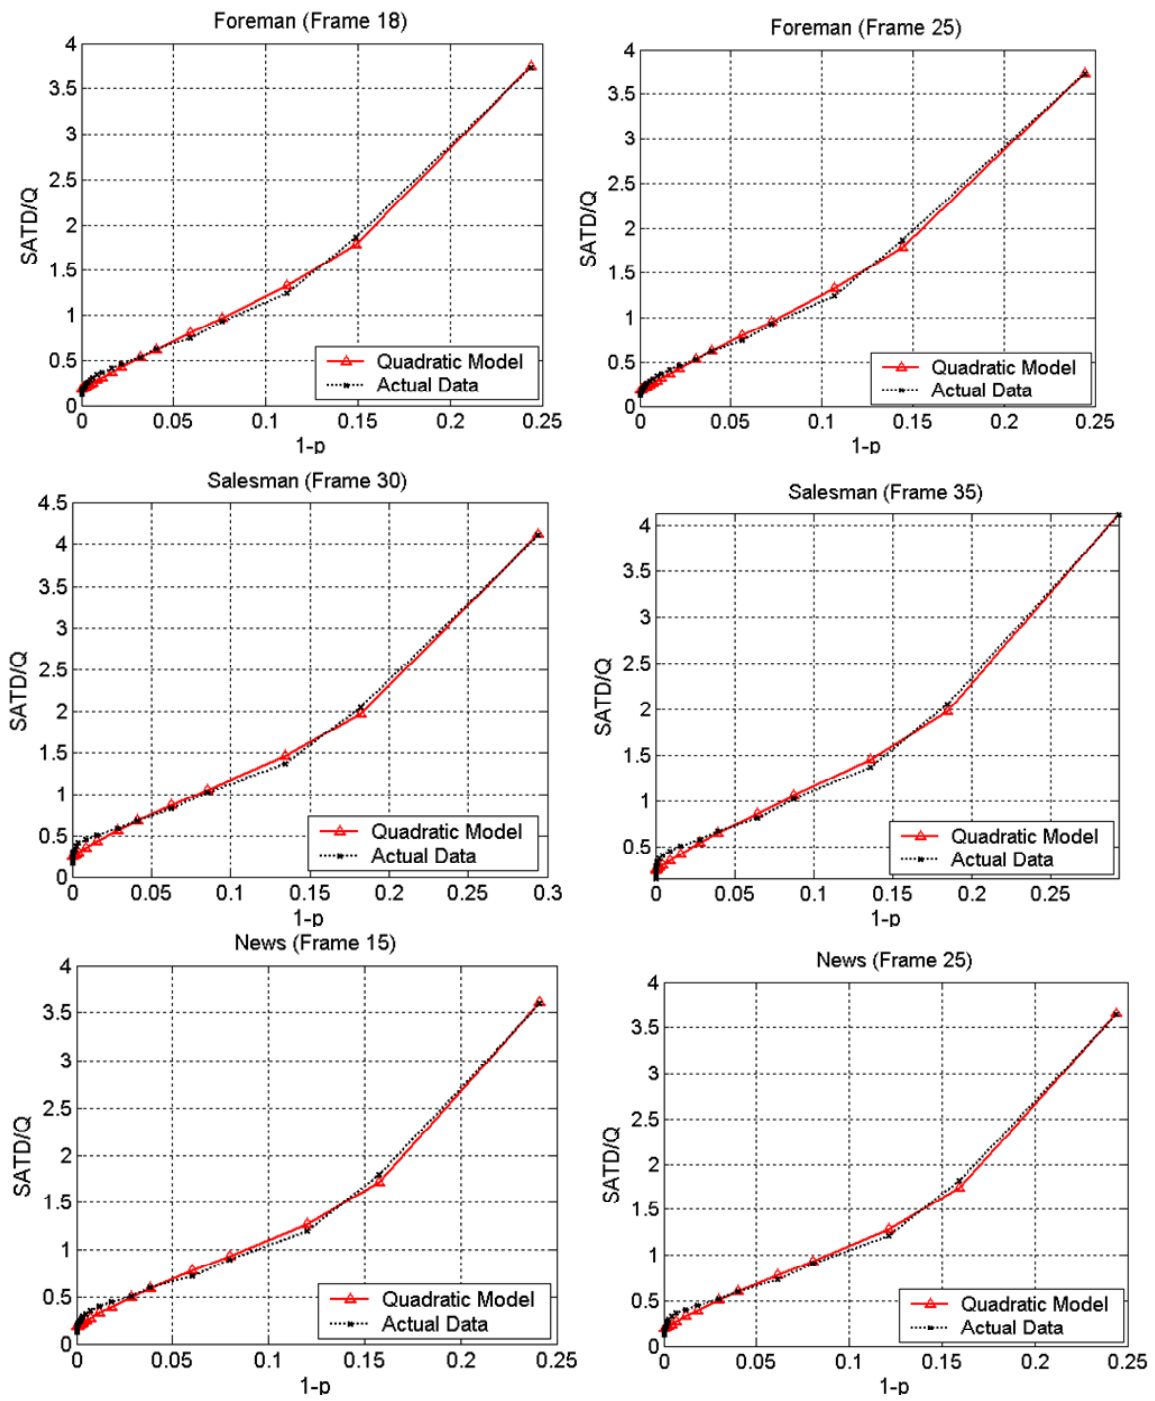 Foreman (Frame 18)
4
3.5
3
2.5
2
1.5
1
0.5
0
SATD/Q
Quadratic Model
Actual Data
0 0.05 0.1 0.15 0.2 0.25
1-p
Foreman (Frame 25)
4
3.5
3
2.5
2
1.5
1
0.5
0
SATD/Q
Quadratic Model
Actual Data
0 0.05 0.1 0.15 0.2 0.25
1-p
Salesman (Frame 30)
4.5
4
3.5
3
2.5
2
1.5
1
0.5
0
SATD/Q
Quadratic Model
Actual Data
0 0.05 0.1 0.15 0.2 0.25 0.3
1-p
Salesman (Frame 35)
4
3.5
3
2.5
2
1.5
1
0.5
SATD/Q
Quadratic Model
Actual Data
0 0.05 0.1 0.15 0.2 0.25
1-p
News (Frame 15)
4
3.5
3
2.5
2
1.5
1
0.5
0
SATD/Q
Quadratic Model
Actual Data
0 0.05 0.1 0.15 0.2 0.25
1-p
News (Frame 25)
4
3.5
3
2.5
2
1.5
1
0.5
0
SATD/Q
Quadratic Model
Actual Data
0 0.05 0.1 0.15 0.2 0.25
1-p